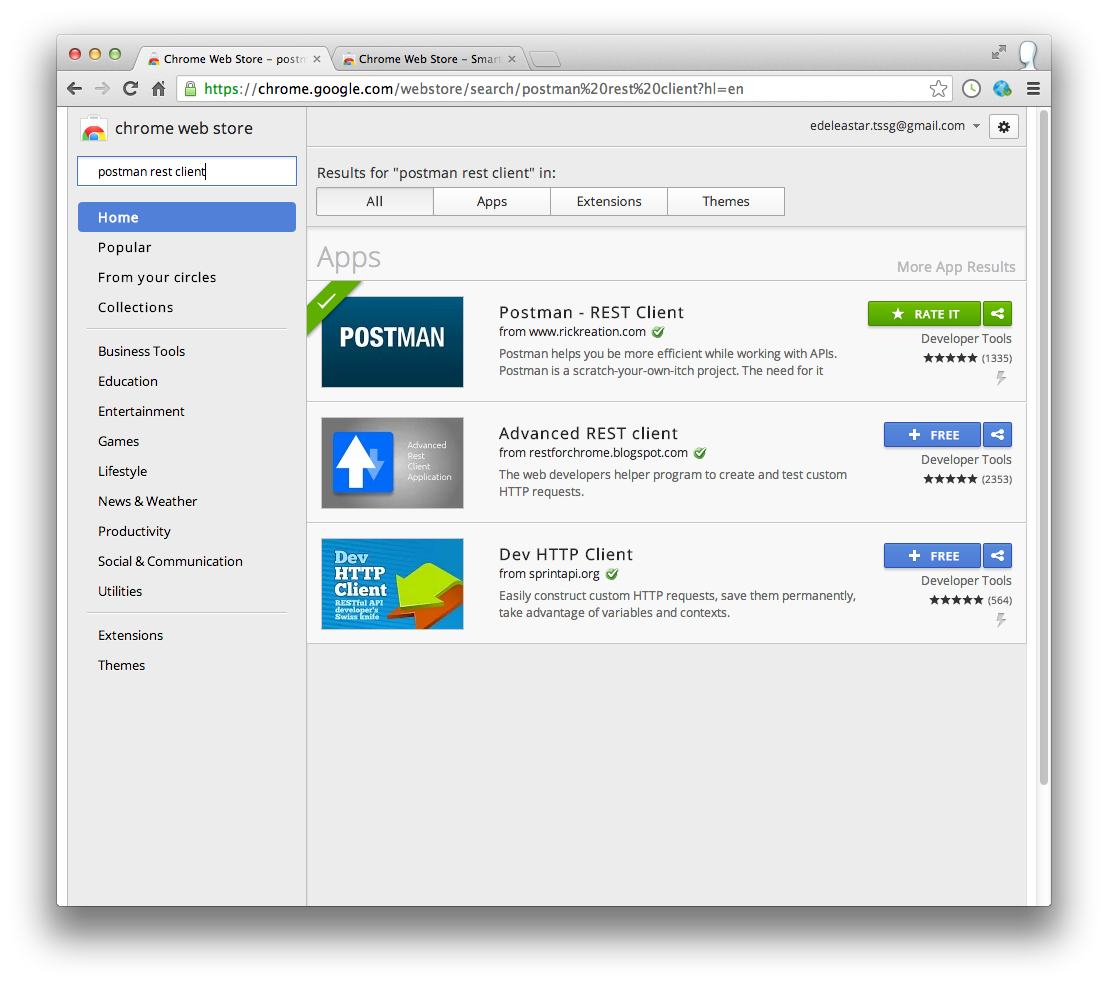 Chrome Web Store – postn
Chrome Web Store – Smar
https://chrome.google.com/webstore/search/postman%20rest%20client?hl=en
chrome web store
edeleastar.tssg@gmail.com
postman rest client
Home
Popular
From your circles
Collections
Business Tools
Education
Entertainment
Games
Lifestyle
News & Weather
Productivity
Social & Communication
Utilities
Extensions
Themes
Results for "postman rest client" in:
All Apps Extensions Themes
Apps
More App Results
POSTMAN
Postman - REST Client
from www.rickreation.com
Postman helps you be more efficient while working with APIs.
Postman is a scratch-your-own-itch project. The need for it
RATE IT
Developer Tools
(1335)
Advanced
Rest
Client
Application
Advanced REST client
from restforchrome.blogspot.com
The web developers helper program to create and test custom
HTTP requests.
FREE
Developer Tools
(2353)
Dev
HTTP
Client
RESTful API
developer's
Swiss knife
Dev HTTP Client
from sprintapi.org
Easily construct custom HTTP requests, save them permanently,
take advantage of variables and contexts.
FREE
Developer Tools
(564)